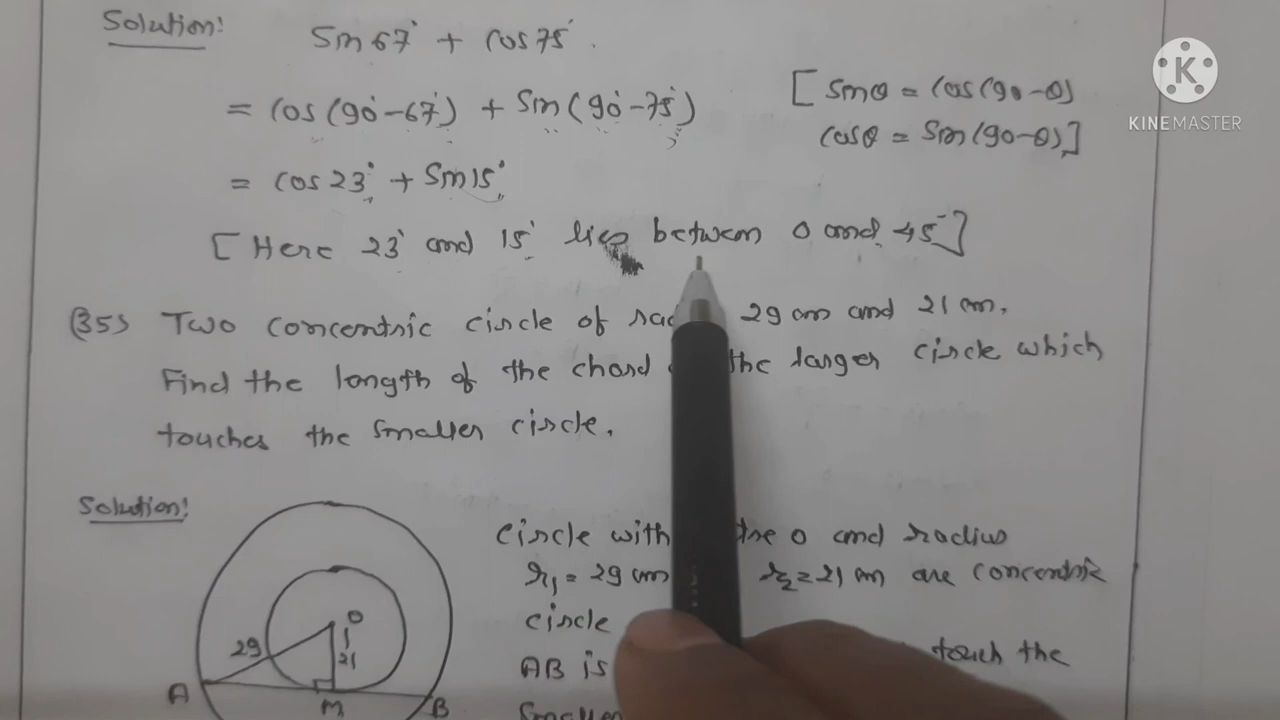 Solution:
Sin 67° + Cos 75°.
= Cos (90° - 67°) + Sin (90° - 75°)
[Sinθ = Cos (90 - θ)
Cosθ = Sin (90 - θ)]
= Cos 23° + Sin 15°
[Here 23° and 15° lies between 0 and 45°]
(35) Two concentric circle of 29 cm and 21 cm.
Find the length of the chord the larger circle which
touches the smaller circle.
Solution:
Circle with O and radius
r₁ = 29 cm r₂ = 21 cm are concentric
circle
AB is touch the
29
O
21
A
M
B
K
KINEMASTER